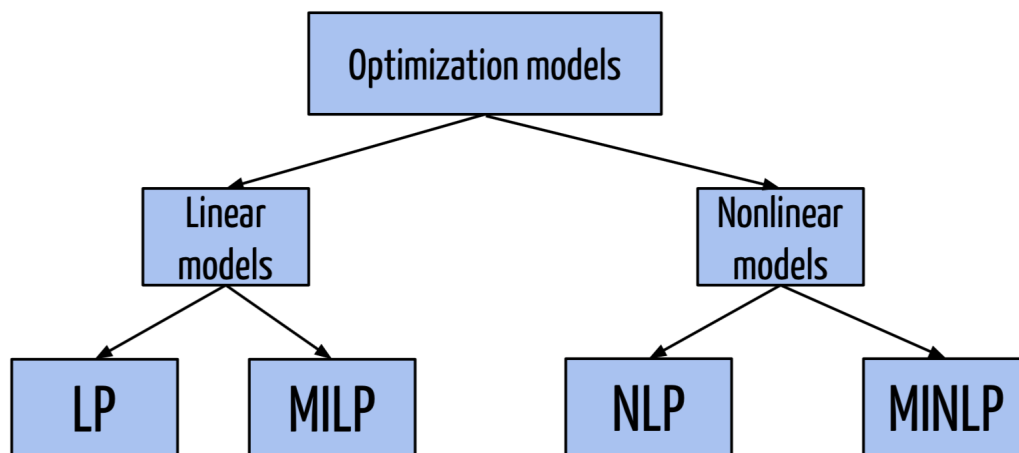 Optimization models
Linear
models
Nonlinear
models
LP
MILP
NLP
MINLP